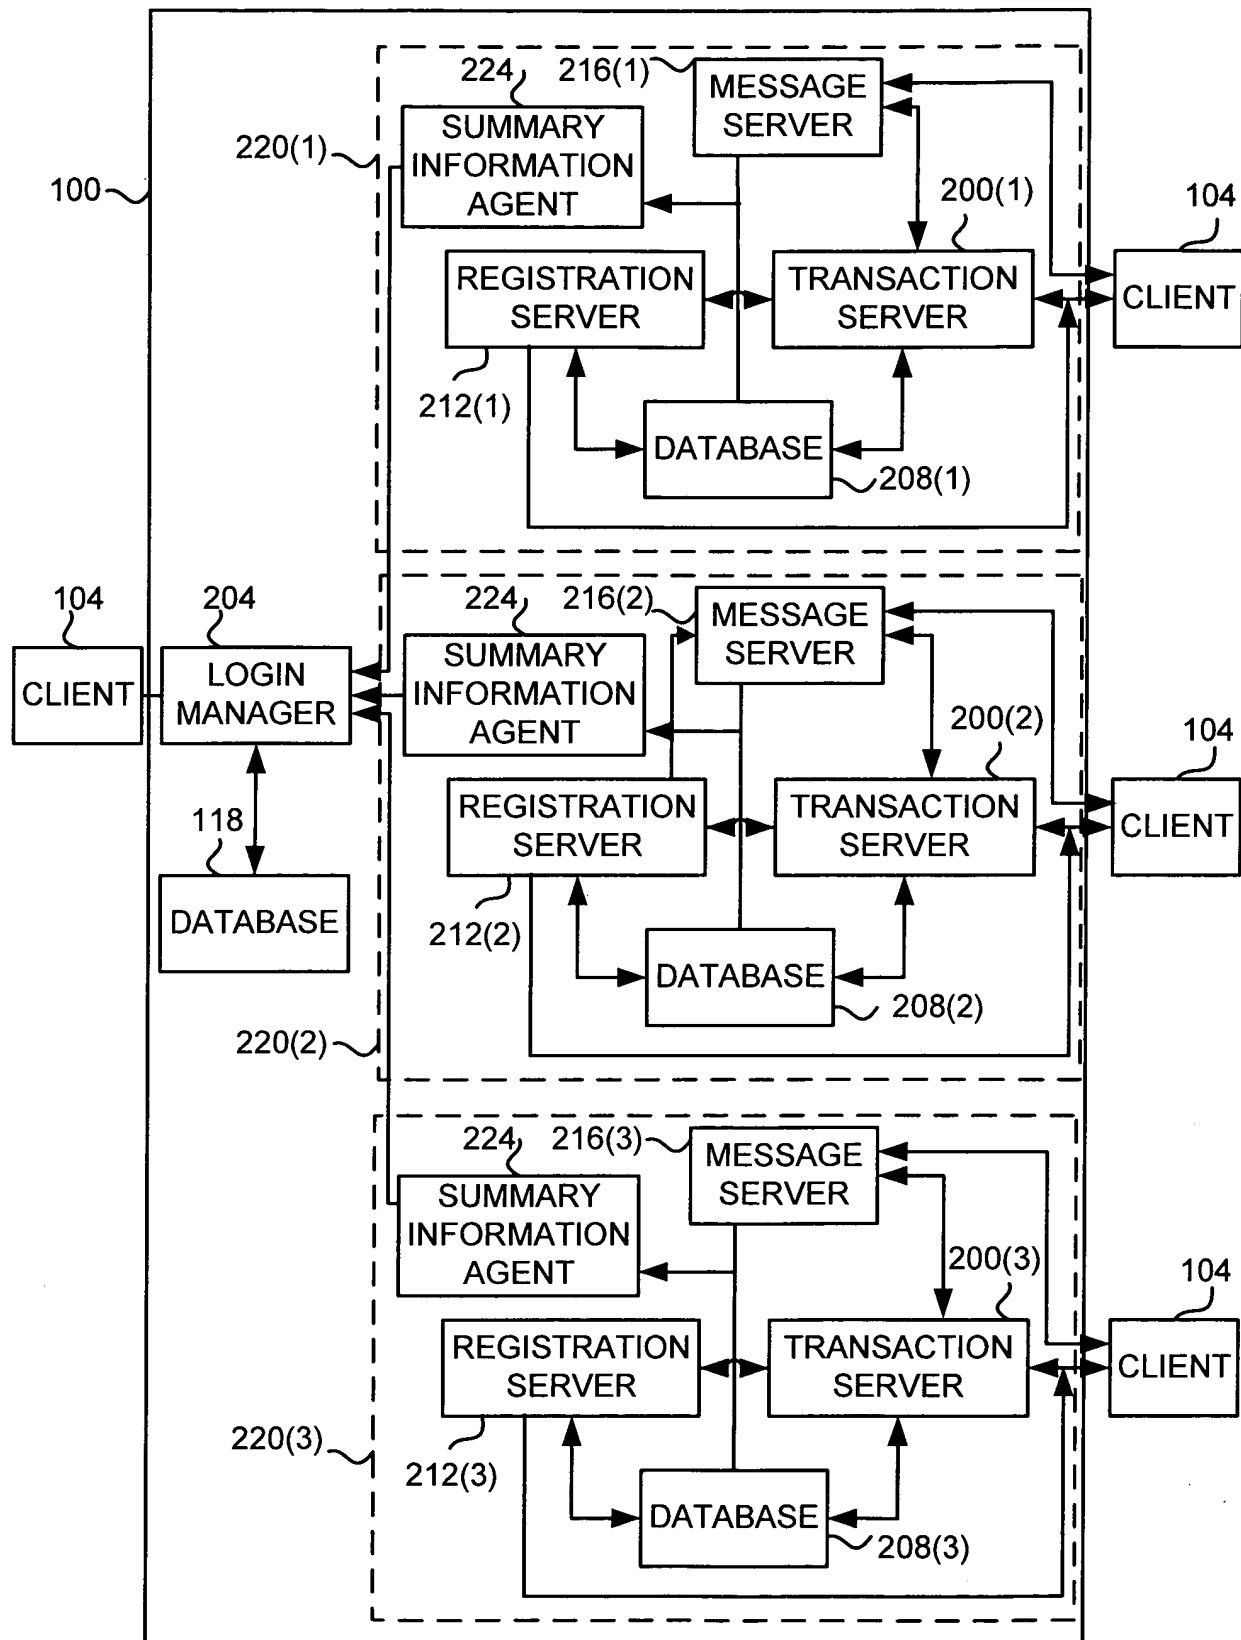 224
216(1)
MESSAGE
SERVER
SUMMARY
INFORMATION
AGENT
220(1)
100
200(1)
104
REGISTRATION
SERVER
TRANSACTION
SERVER
CLIENT
212(1)
DATABASE
208(1)
104
204
224
216(2)
MESSAGE
SERVER
CLIENT
LOGIN
MANAGER
SUMMARY
INFORMATION
AGENT
200(2)
104
118
REGISTRATION
SERVER
TRANSACTION
SERVER
CLIENT
DATABASE
212(2)
DATABASE
208(2)
220(2)
224
216(3)
MESSAGE
SERVER
SUMMARY
INFORMATION
AGENT
200(3)
104
REGISTRATION
SERVER
TRANSACTION
SERVER
CLIENT
220(3)
212(3)
DATABASE
208(3)